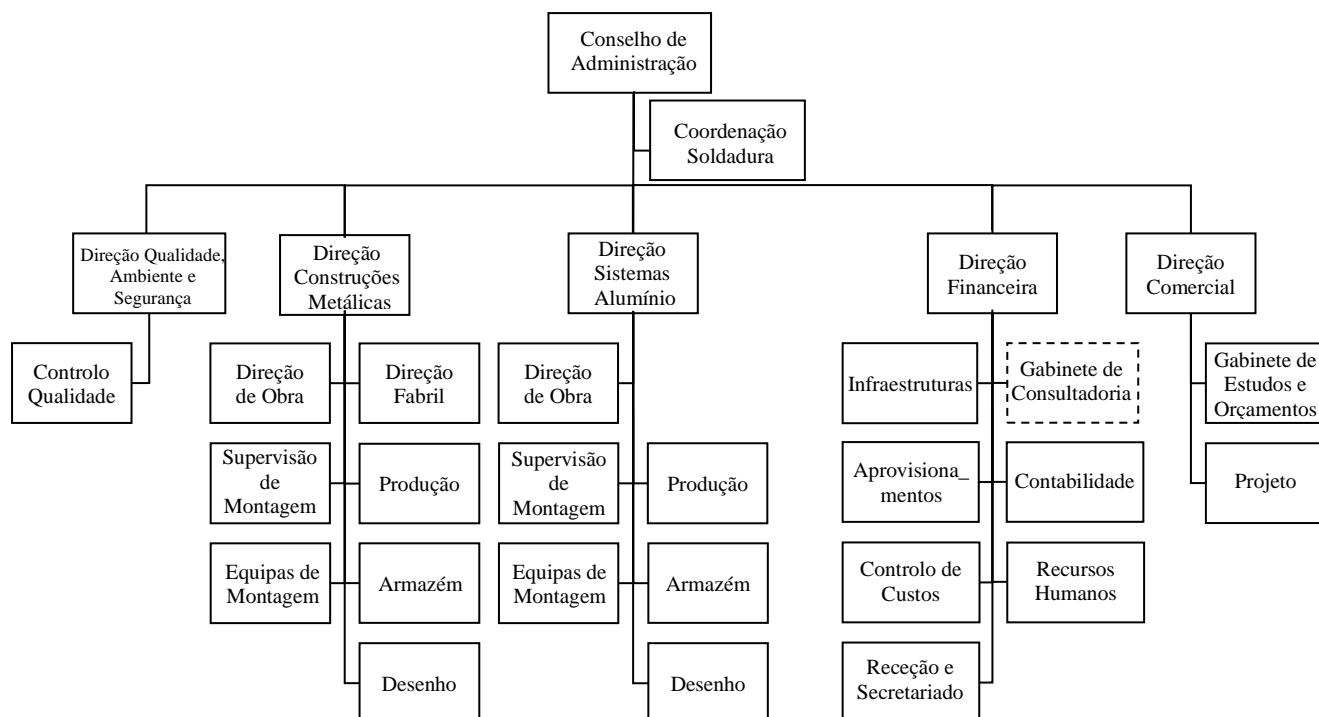 Conselho de
Administração
Coordenação
Soldadura
Direção Qualidade,
Ambiente e
Segurança
Direção
Construções
Metálicas
Direção
Sistemas
Alumínio
Direção
Financeira
Direção
Comercial
Controlo
Qualidade
Direção
de Obra
Direção
Fabril
Direção
de Obra
Infraestruturas
Gabinete de
Consultadoria
Gabinete de
Estudos e
Orçamentos
Supervisão
de
Montagem
Produção
Supervisão
de
Montagem
Produção
Aprovisiona_
mentos
Contabilidade
Projeto
Equipas de
Montagem
Armazém
Equipas de
Montagem
Armazém
Controlo de
Custos
Recursos
Humanos
Desenho
Desenho
Receção e
Secretariado